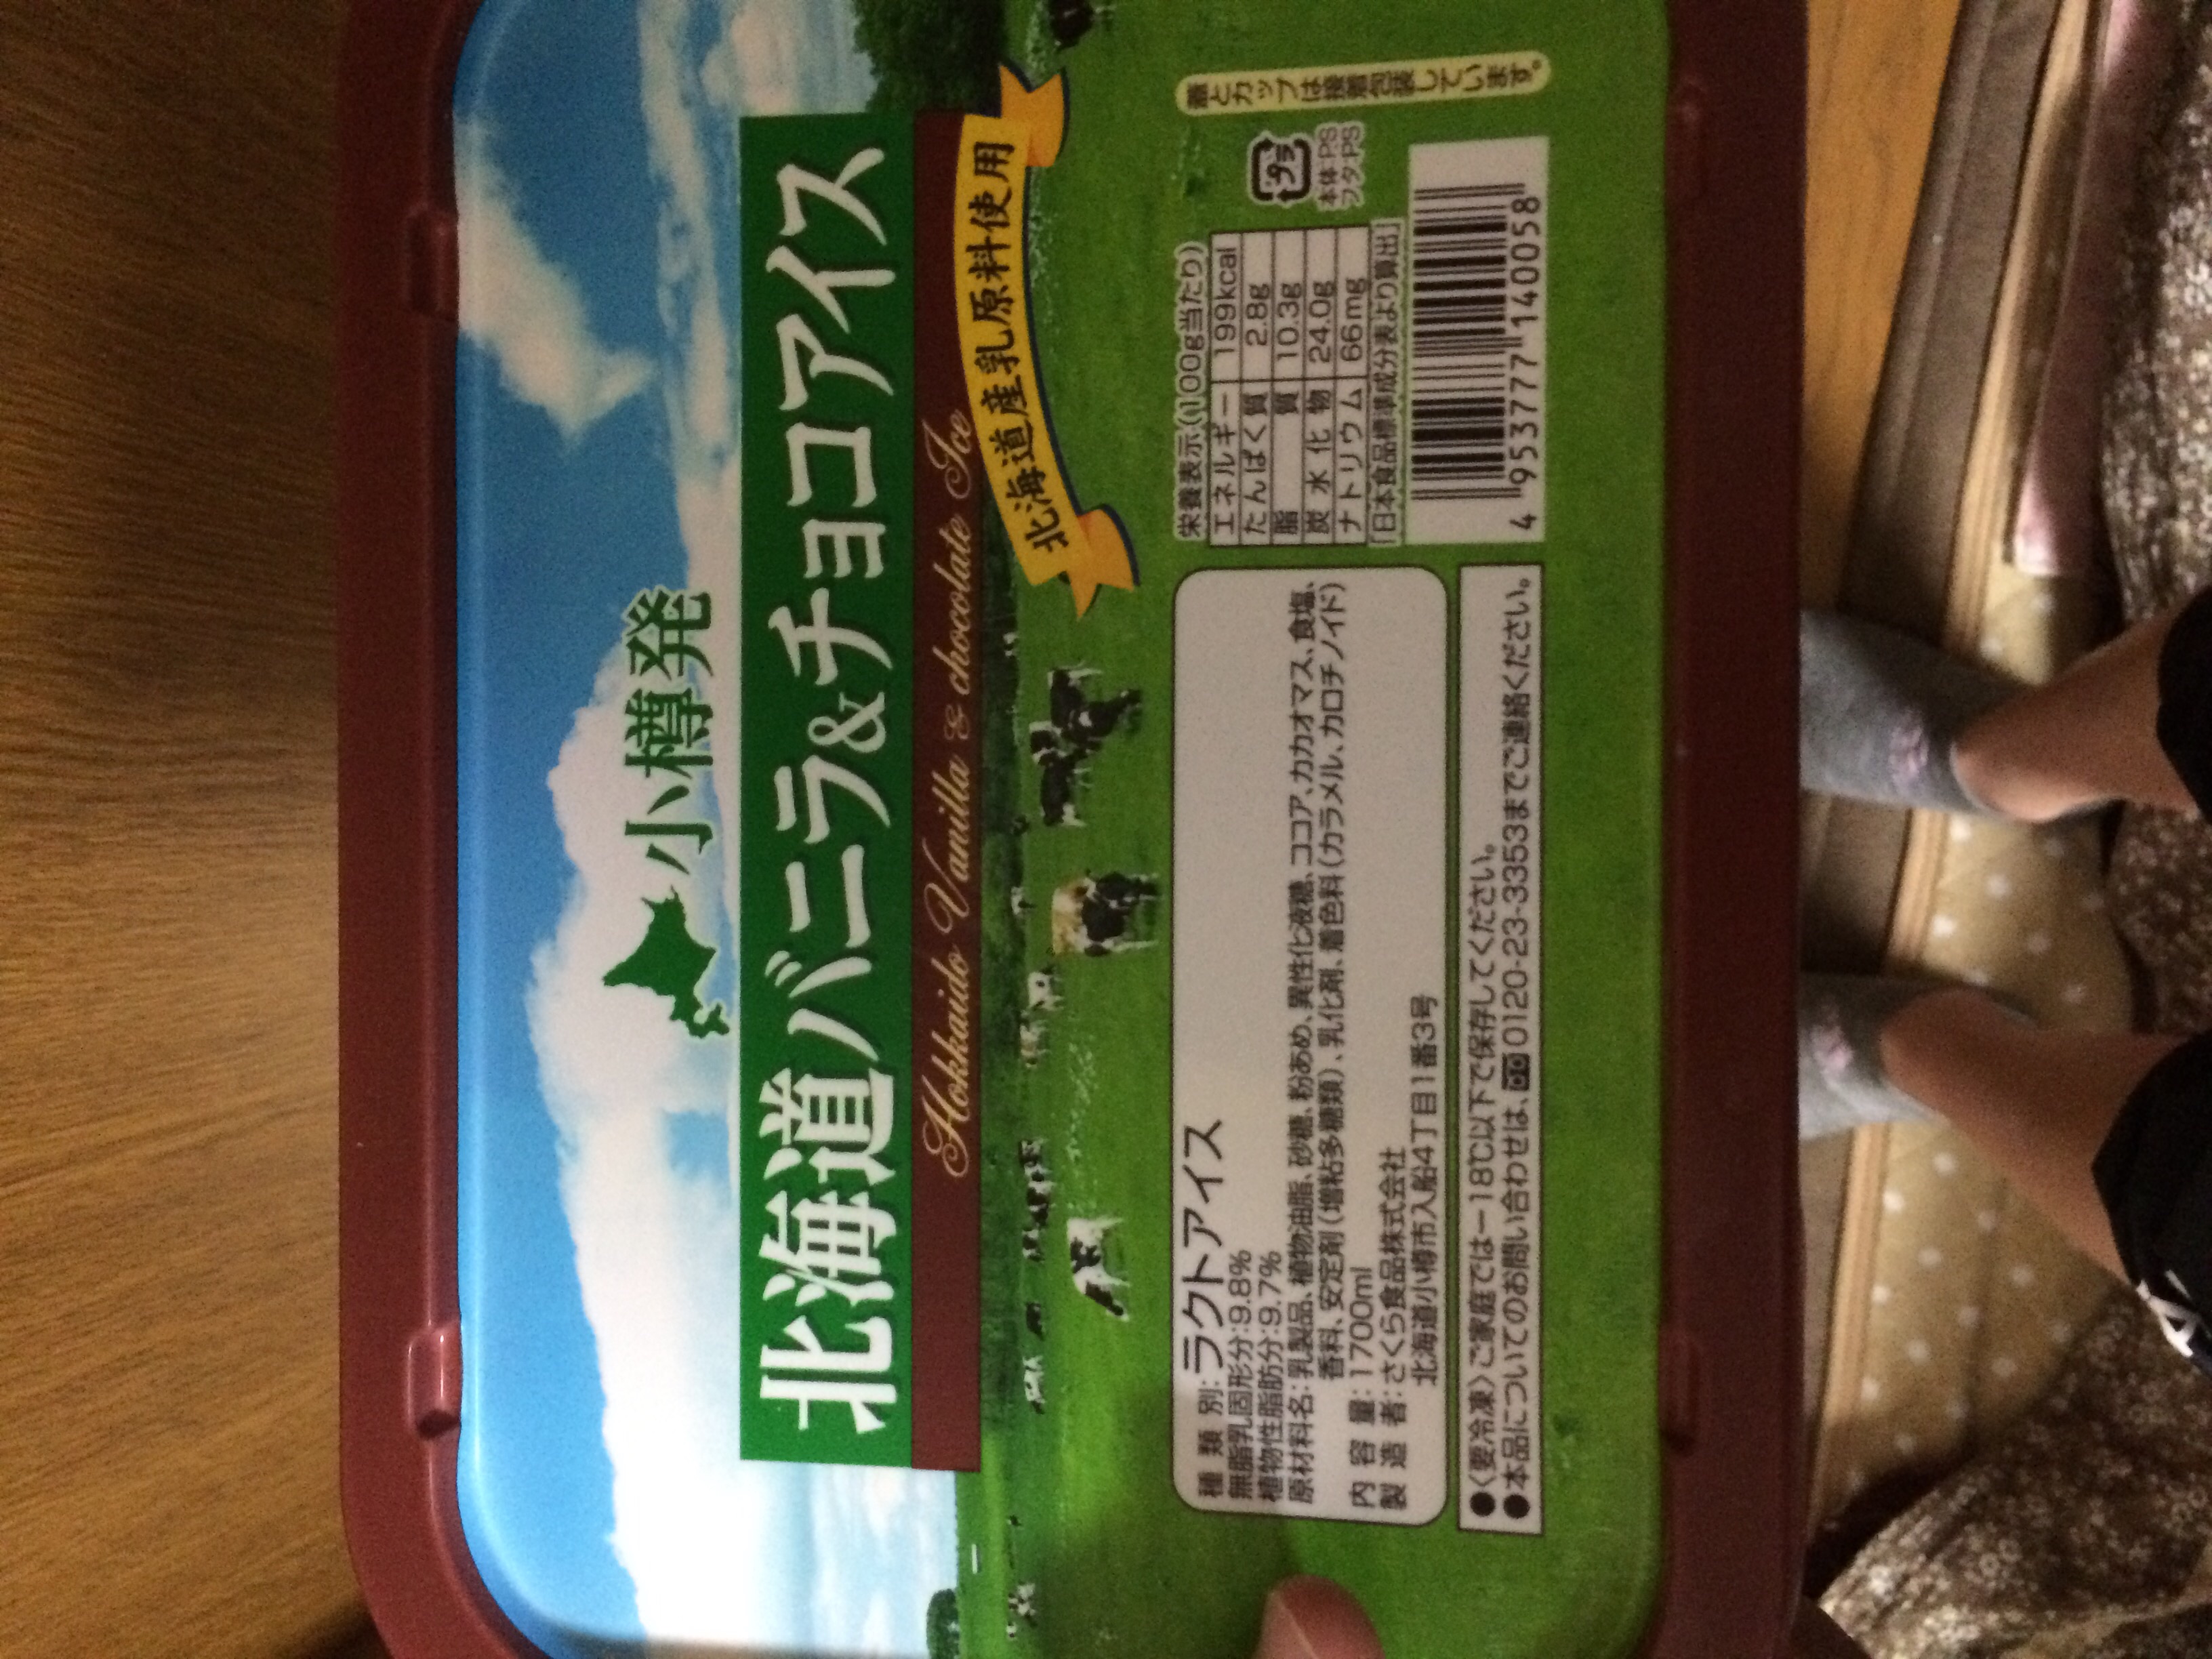 小樽発
北海道バニラ&チョコアイス
Hokkaido Vanilla & chocolate Ice
北海道産乳原料使用
種類別:ラクトアイス
無脂乳固形分:9.8%
植物性脂肪分:9.7%
原材料名:乳製品、植物油脂、砂糖、粉あめ、異性化液糖、ココア、カカオマス、食塩、
香料、安定剤(増粘多糖類)、乳化剤、着色料(カラメル、カロチノイド)
内容量:1700ml
製造者:さくら食品株式会社
北海道小樽市入船4丁目1番3号
●〈要冷凍〉ご家庭では－18℃以下で保存してください。
●本品についてのお問い合わせは、0120-23-3353までご連絡ください。
栄養表示(100g当たり)
エネルギー 199kcal
たんぱく質 2.8g
脂質 10.3g
炭水化物 24.0g
ナトリウム 66mg
[日本食品標準成分表より算出]
プラ
本体:PS
フタ:PS
蓋とカップは接着包装しています。
4 953777 140058